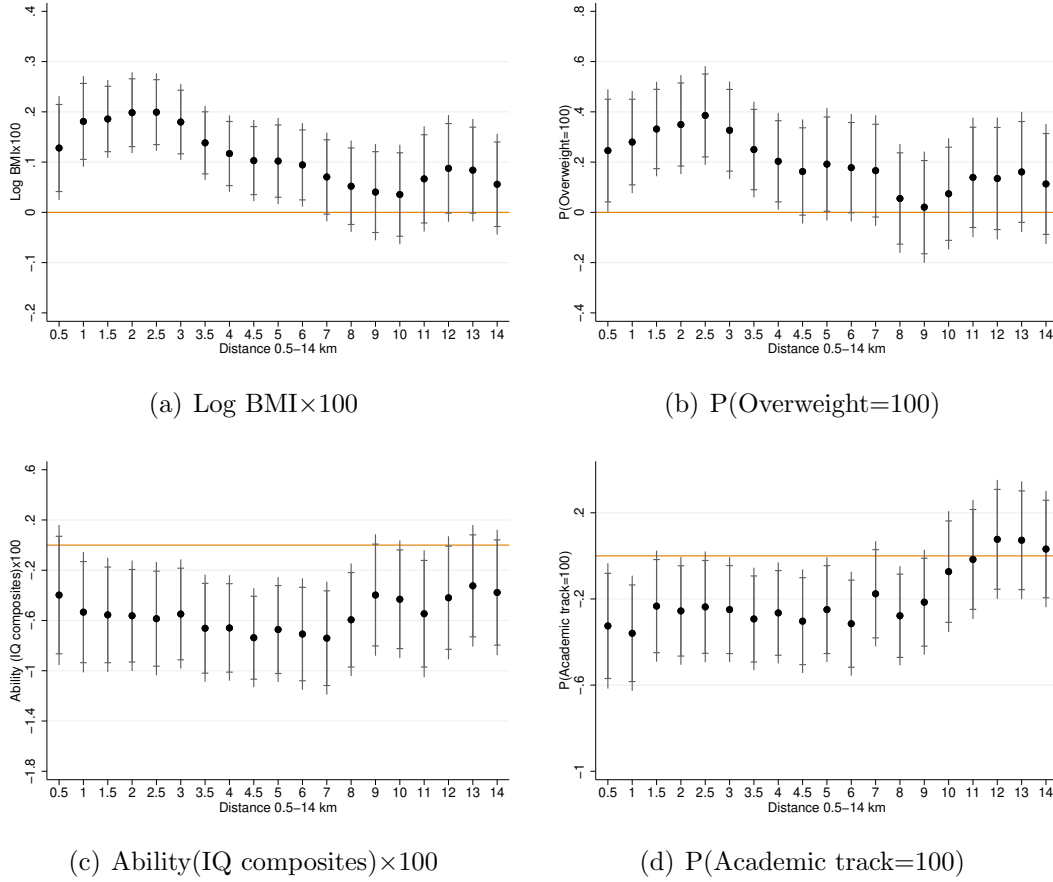 Log BMI×100
.4
.3
.2
.1
0
-.1
-.2
0.5 1 1.5 2 2.5 3 3.5 4 4.5 5 6 7 8 9 10 11 12 13 14
Distance 0.5−14 km
(a) Log BMI×100
P(Overweight=100)
.8
.6
.4
.2
0
-.2
-.4
0.5 1 1.5 2 2.5 3 3.5 4 4.5 5 6 7 8 9 10 11 12 13 14
Distance 0.5−14 km
(b) P(Overweight=100)
Ability (IQ composites)×100
.6
.2
-.2
-.6
-1
-1.4
-1.8
0.5 1 1.5 2 2.5 3 3.5 4 4.5 5 6 7 8 9 10 11 12 13 14
Distance 0.5−14 km
(c) Ability(IQ composites)×100
P(Academic track=100)
.2
-.2
-.6
-1
0.5 1 1.5 2 2.5 3 3.5 4 4.5 5 6 7 8 9 10 11 12 13 14
Distance 0.5−14 km
(d) P(Academic track=100)